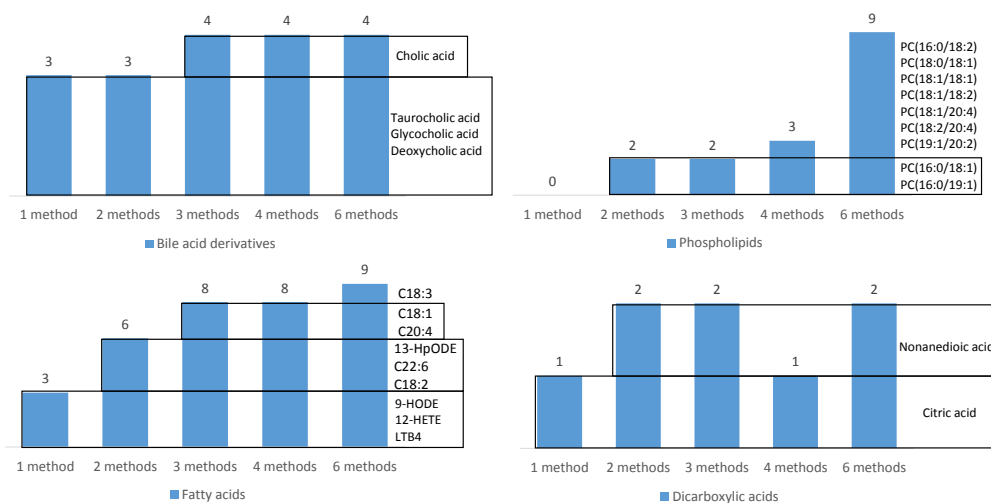 3
3
4
4
4
Cholic acid
Taurocholic acid
Glycocholic acid
Deoxycholic acid
1 method
2 methods
3 methods
4 methods
6 methods
Bile acid derivatives
0
2
2
3
9
PC(16:0/18:2)
PC(18:0/18:1)
PC(18:1/18:1)
PC(18:1/18:2)
PC(18:1/20:4)
PC(18:2/20:4)
PC(19:1/20:2)
PC(16:0/18:1)
PC(16:0/19:1)
1 method
2 methods
3 methods
4 methods
6 methods
Phospholipids
3
6
8
8
9
C18:3
C18:1
C20:4
13-HpODE
C22:6
C18:2
9-HODE
12-HETE
LTB4
1 method
2 methods
3 methods
4 methods
6 methods
Fatty acids
1
2
2
1
2
Nonanedioic acid
Citric acid
1 method
2 methods
3 methods
4 methods
6 methods
Dicarboxylic acids